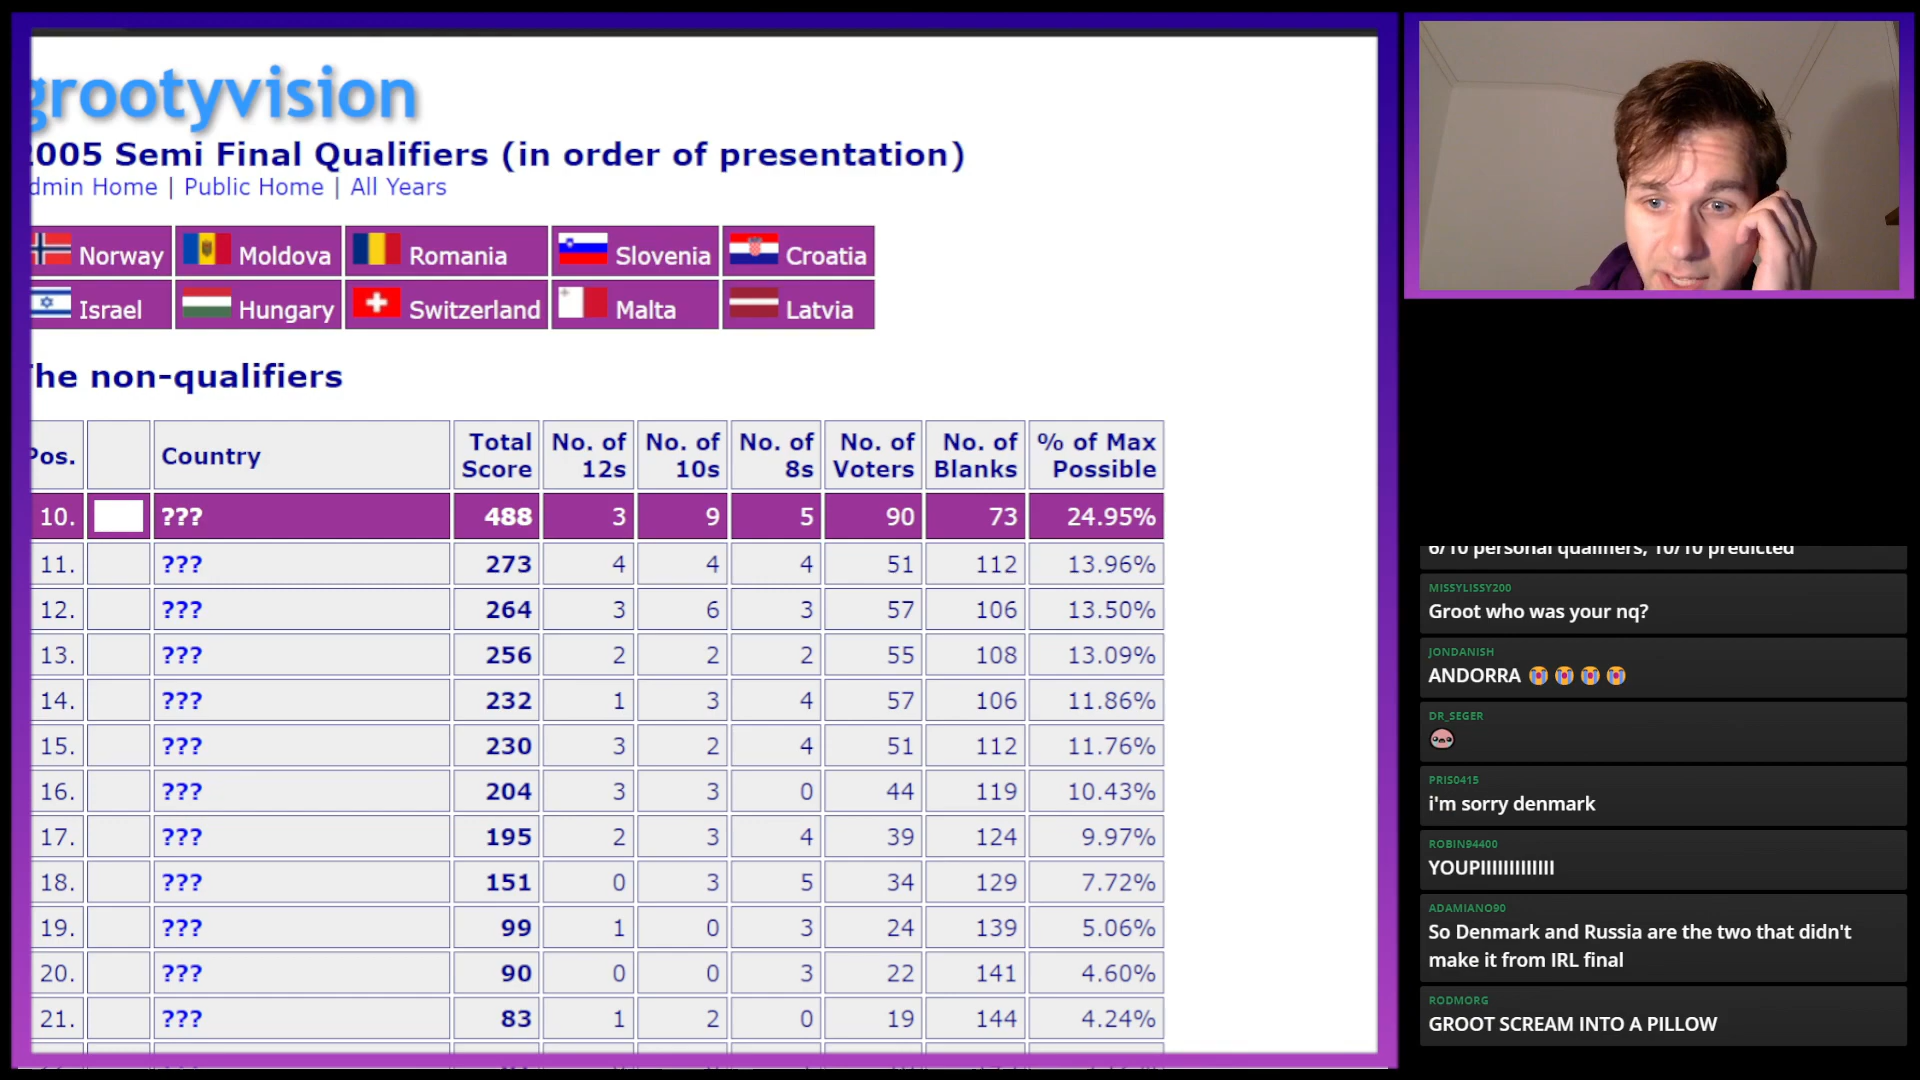 grootyvision
2005 Semi Final Qualifiers (in order of presentation)
dmin Home | Public Home | All Years
Norway Moldova Romania Slovenia Croatia
Israel Hungary Switzerland Malta Latvia
he non-qualifiers
Pos. Country Total Score No. of 12s No. of 10s No. of 8s No. of Voters No. of Blanks % of Max Possible
10. ??? 488 3 9 5 90 73 24.95%
11. ??? 273 4 4 4 51 112 13.96%
12. ??? 264 3 6 3 57 106 13.50%
13. ??? 256 2 2 2 55 108 13.09%
14. ??? 232 1 3 4 57 106 11.86%
15. ??? 230 3 2 4 51 112 11.76%
16. ??? 204 3 3 0 44 119 10.43%
17. ??? 195 2 3 4 39 124 9.97%
18. ??? 151 0 3 5 34 129 7.72%
19. ??? 99 1 0 3 24 139 5.06%
20. ??? 90 0 0 3 22 141 4.60%
21. ??? 83 1 2 0 19 144 4.24%
6/10 personal qualifiers, 10/10 predicted
MISSYLISSY200
Groot who was your nq?
JONDANISH
ANDORRA 😭😭😭😭
DR_SEGER
PRIS0415
i'm sorry denmark
ROBIN94400
YOUPIIIIIIIIIIII
ADAMIANO90
So Denmark and Russia are the two that didn't
make it from IRL final
RODMORG
GROOT SCREAM INTO A PILLOW